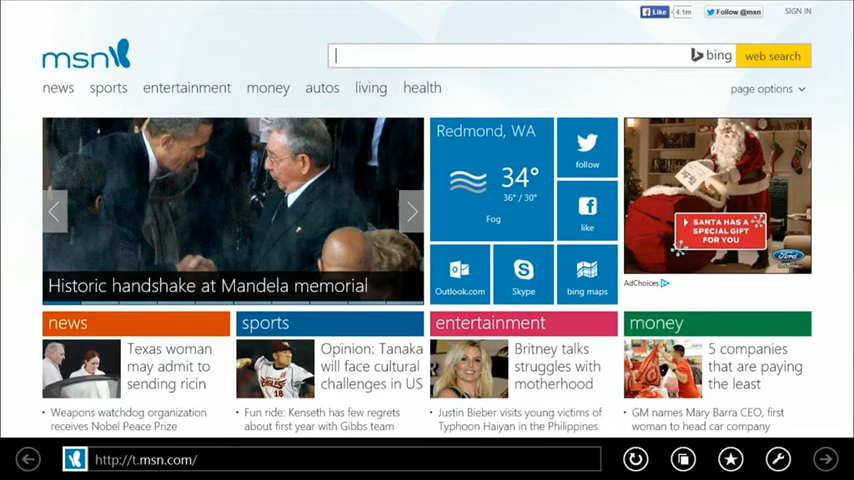 Like
4.1m
Follow @msn
SIGN IN
msn
bing
web search
news sports entertainment money autos living health
page options
Redmond, WA
34°
36° / 30°
Fog
follow
like
Outlook.com
Skype
bing maps
Historic handshake at Mandela memorial
SANTA HAS A
SPECIAL GIFT
FOR YOU
Ford
AdChoices
news
Texas woman
may admit to
sending ricin
Weapons watchdog organization
receives Nobel Peace Prize
sports
Opinion: Tanaka
will face cultural
challenges in US
Fun ride: Kenseth has few regrets
about first year with Gibbs team
entertainment
Britney talks
struggles with
motherhood
Justin Bieber visits young victims of
Typhoon Haiyan in the Philippines
money
5 companies
that are paying
the least
GM names Mary Barra CEO, first
woman to head car company
http://t.msn.com/